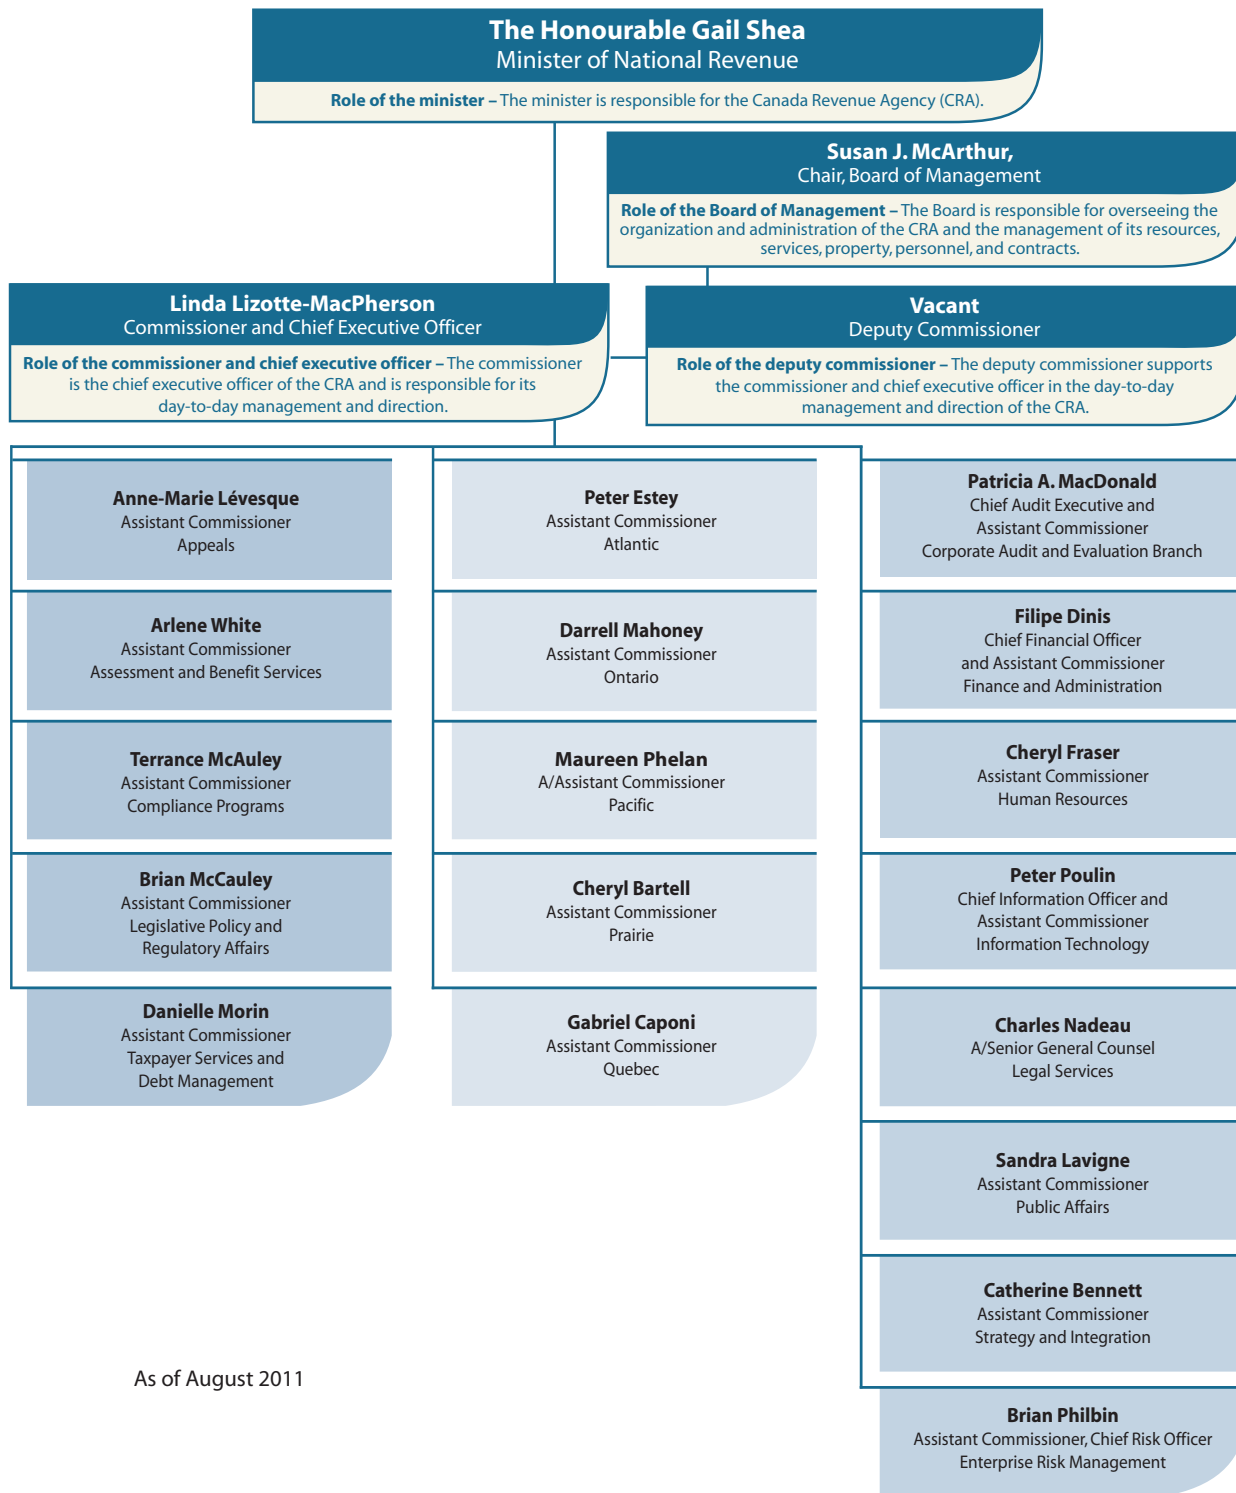 The Honourable Gail Shea
Minister of National Revenue
Role of the minister – The minister is responsible for the Canada Revenue Agency (CRA).
Susan J. McArthur,
Chair, Board of Management
Role of the Board of Management – The Board is responsible for overseeing the
organization and administration of the CRA and the management of its resources,
services, property, personnel, and contracts.
Linda Lizotte-MacPherson
Commissioner and Chief Executive Officer
Role of the commissioner and chief executive officer – The commissioner
is the chief executive officer of the CRA and is responsible for its
day-to-day management and direction.
Vacant
Deputy Commissioner
Role of the deputy commissioner – The deputy commissioner supports
the commissioner and chief executive officer in the day-to-day
management and direction of the CRA.
Anne-Marie Lévesque
Assistant Commissioner
Appeals
Arlene White
Assistant Commissioner
Assessment and Benefit Services
Terrance McAuley
Assistant Commissioner
Compliance Programs
Brian McCauley
Assistant Commissioner
Legislative Policy and
Regulatory Affairs
Danielle Morin
Assistant Commissioner
Taxpayer Services and
Debt Management
Peter Estey
Assistant Commissioner
Atlantic
Darrell Mahoney
Assistant Commissioner
Ontario
Maureen Phelan
A/Assistant Commissioner
Pacific
Cheryl Bartell
Assistant Commissioner
Prairie
Gabriel Caponi
Assistant Commissioner
Quebec
Patricia A. MacDonald
Chief Audit Executive and
Assistant Commissioner
Corporate Audit and Evaluation Branch
Filipe Dinis
Chief Financial Officer
and Assistant Commissioner
Finance and Administration
Cheryl Fraser
Assistant Commissioner
Human Resources
Peter Poulin
Chief Information Officer and
Assistant Commissioner
Information Technology
Charles Nadeau
A/Senior General Counsel
Legal Services
Sandra Lavigne
Assistant Commissioner
Public Affairs
Catherine Bennett
Assistant Commissioner
Strategy and Integration
Brian Philbin
Assistant Commissioner, Chief Risk Officer
Enterprise Risk Management
As of August 2011